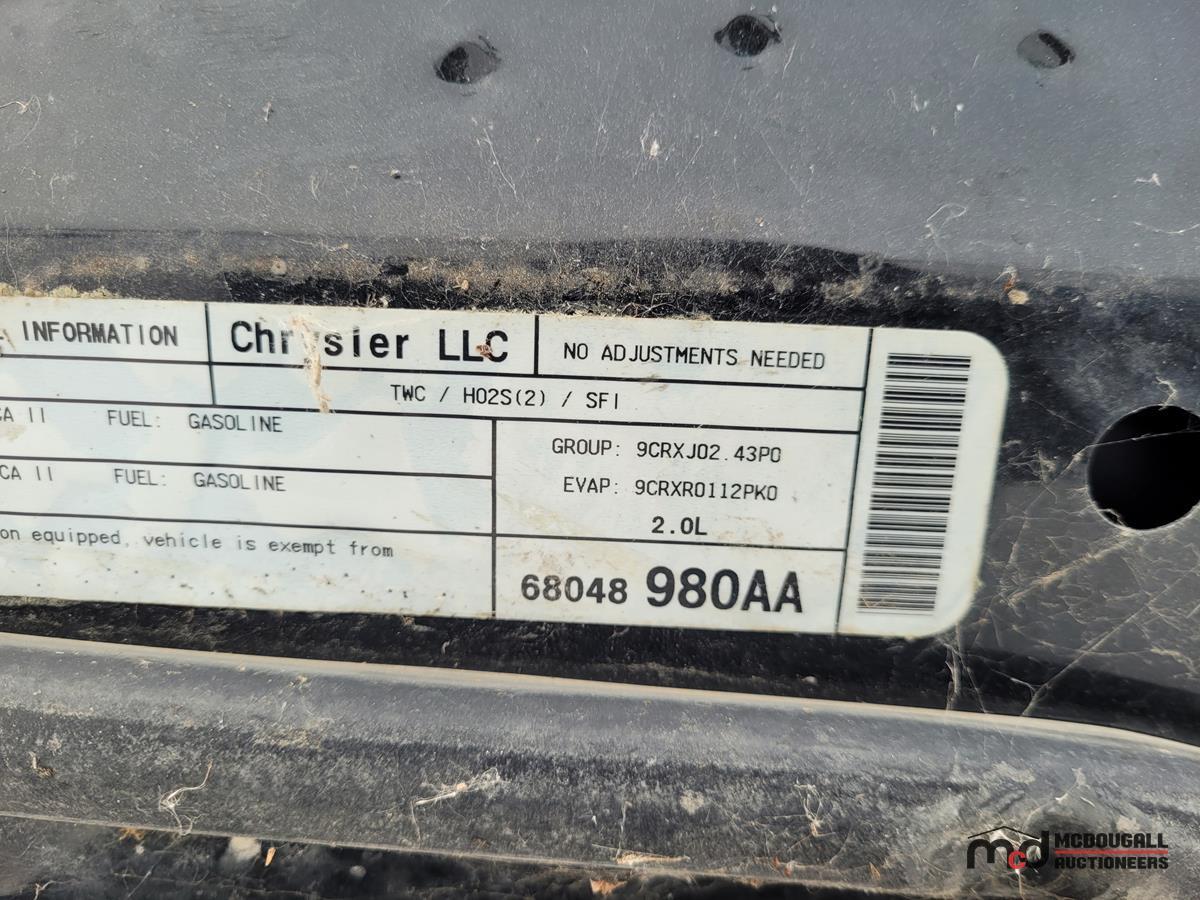 INFORMATION
Chrysler LLC
NO ADJUSTMENTS NEEDED
TWC / HO2S(2) / SFI
CA II FUEL: GASOLINE
GROUP: 9CRXJ02.43P0
CA II FUEL: GASOLINE
EVAP: 9CRXR0112PK0
2.0L
on equipped, vehicle is exempt from
68048 980AA
mcd MCDOUGALL
AUCTIONEERS